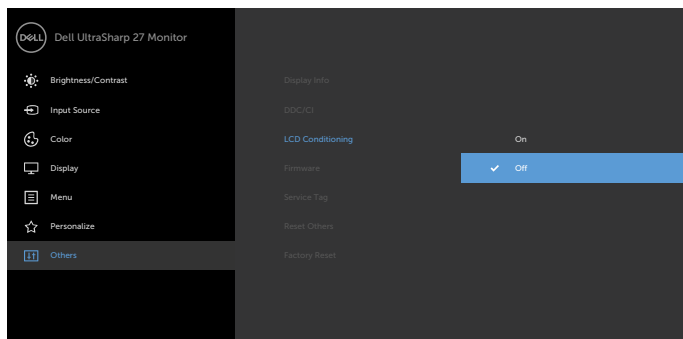 DELL
Dell UltraSharp 27 Monitor
Brightness/Contrast
Input Source
Color
Display
Menu
Personalize
Others
Display Info
DDC/CI
LCD Conditioning
Firmware
Service Tag
Reset Others
Factory Reset
On
Off